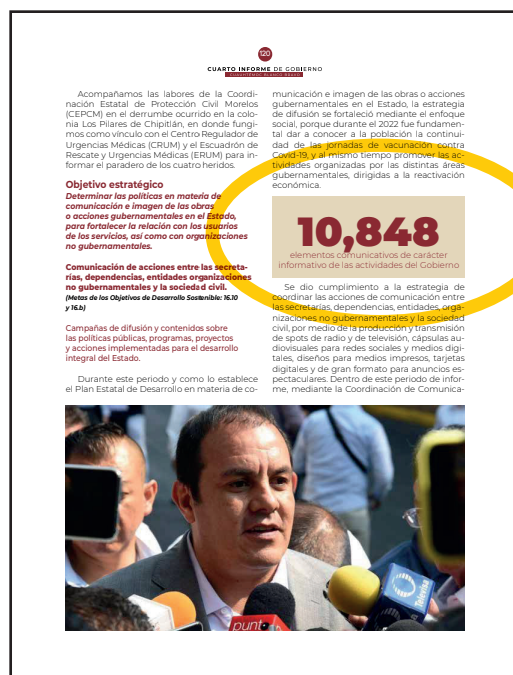 120
CUARTO INFORME DE GOBIERNO
CUAUHTÉMOC BLANCO BRAVO
Acompañamos las labores de la Coordi-
nación Estatal de Protección Civil Morelos
(CEPCM) en el derrumbe ocurrido en la colo-
nia Los Pilares de Chipitlán, en donde fungi-
mos como vínculo con el Centro Regulador de
Urgencias Médicas (CRUM) y el Escuadrón de
Rescate y Urgencias Médicas (ERUM) para in-
formar el paradero de los cuatro heridos.
Objetivo estratégico
Determinar las políticas en materia de
comunicación e imagen de las obras
o acciones gubernamentales en el Estado,
para fortalecer la relación con los usuarios
de los servicios, así como con organizaciones
no gubernamentales.
Comunicación de acciones entre las secreta-
rías, dependencias, entidades organizaciones
no gubernamentales y la sociedad civil.
(Metas de los Objetivos de Desarrollo Sostenible: 16.10
y 16.b)
Campañas de difusión y contenidos sobre
las políticas públicas, programas, proyectos
y acciones implementadas para el desarrollo
integral del Estado.
Durante este periodo y como lo establece
el Plan Estatal de Desarrollo en materia de co-
municación e imagen de las obras o acciones
gubernamentales en el Estado, la estrategia
de difusión se fortaleció mediante el enfoque
social, porque durante el 2022 fue fundamen-
tal dar a conocer a la población la continui-
dad de las jornadas de vacunación contra
Covid-19, y al mismo tiempo promover las ac-
tividades organizadas por las distintas áreas
gubernamentales, dirigidas a la reactivación
económica.
10,848
elementos comunicativos de carácter
informativo de las actividades del Gobierno
Se dio cumplimiento a la estrategia de
coordinar las acciones de comunicación entre
las secretarías, dependencias, entidades, orga-
nizaciones no gubernamentales y la sociedad
civil, por medio de la producción y transmisión
de spots de radio y de televisión, cápsulas au-
diovisuales para redes sociales y medios digi-
tales, diseños para medios impresos, tarjetas
digitales y de gran formato para anuncios es-
pectaculares. Dentro de este periodo de infor-
me, mediante la Coordinación de Comunica-
punto
Televisa